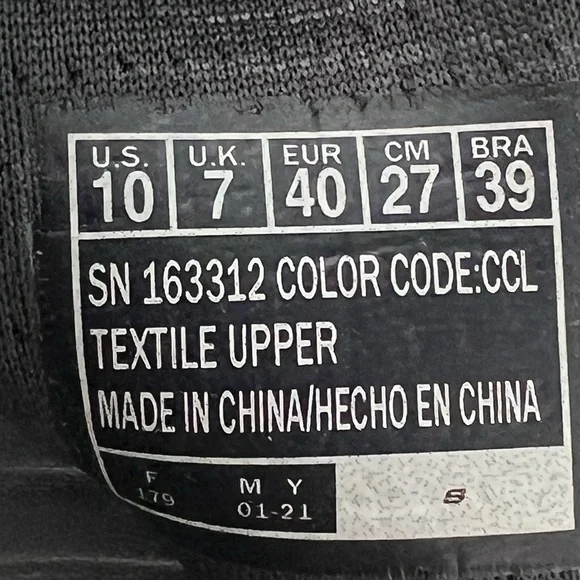 U.S. U.K. EUR CM BRA
10 7 40 27 39
SN 163312 COLOR CODE:CCL
TEXTILE UPPER
MADE IN CHINA/HECHO EN CHINA
F M Y
179 01-21
S